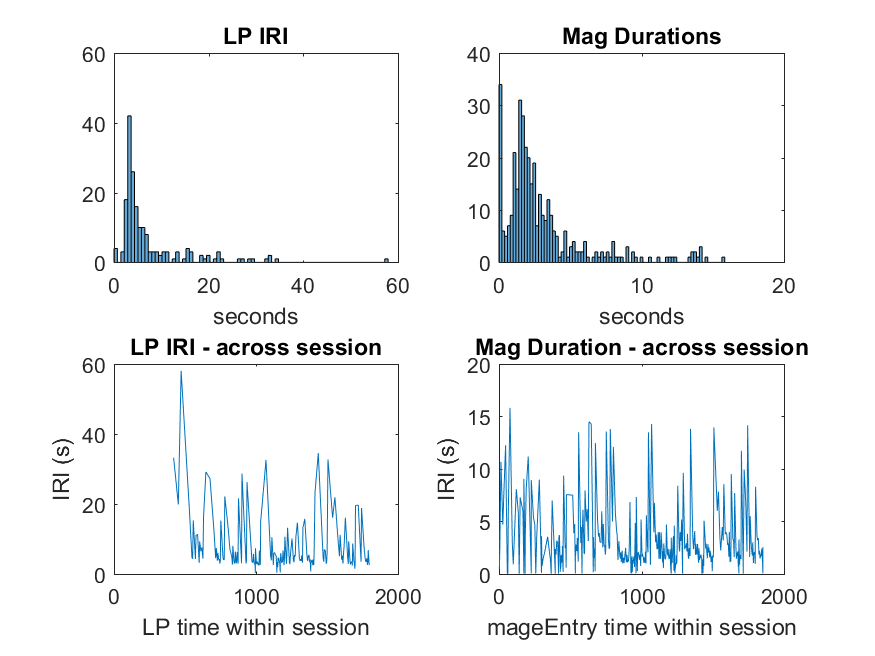 LP IRI
60
40
20
0
0 20 40 60
seconds
Mag Durations
40
30
20
10
0
0 10 20
seconds
LP IRI - across session
60
40
20
0
IRI (s)
0 1000 2000
LP time within session
Mag Duration - across session
20
15
10
5
0
IRI (s)
0 1000 2000
mageEntry time within session